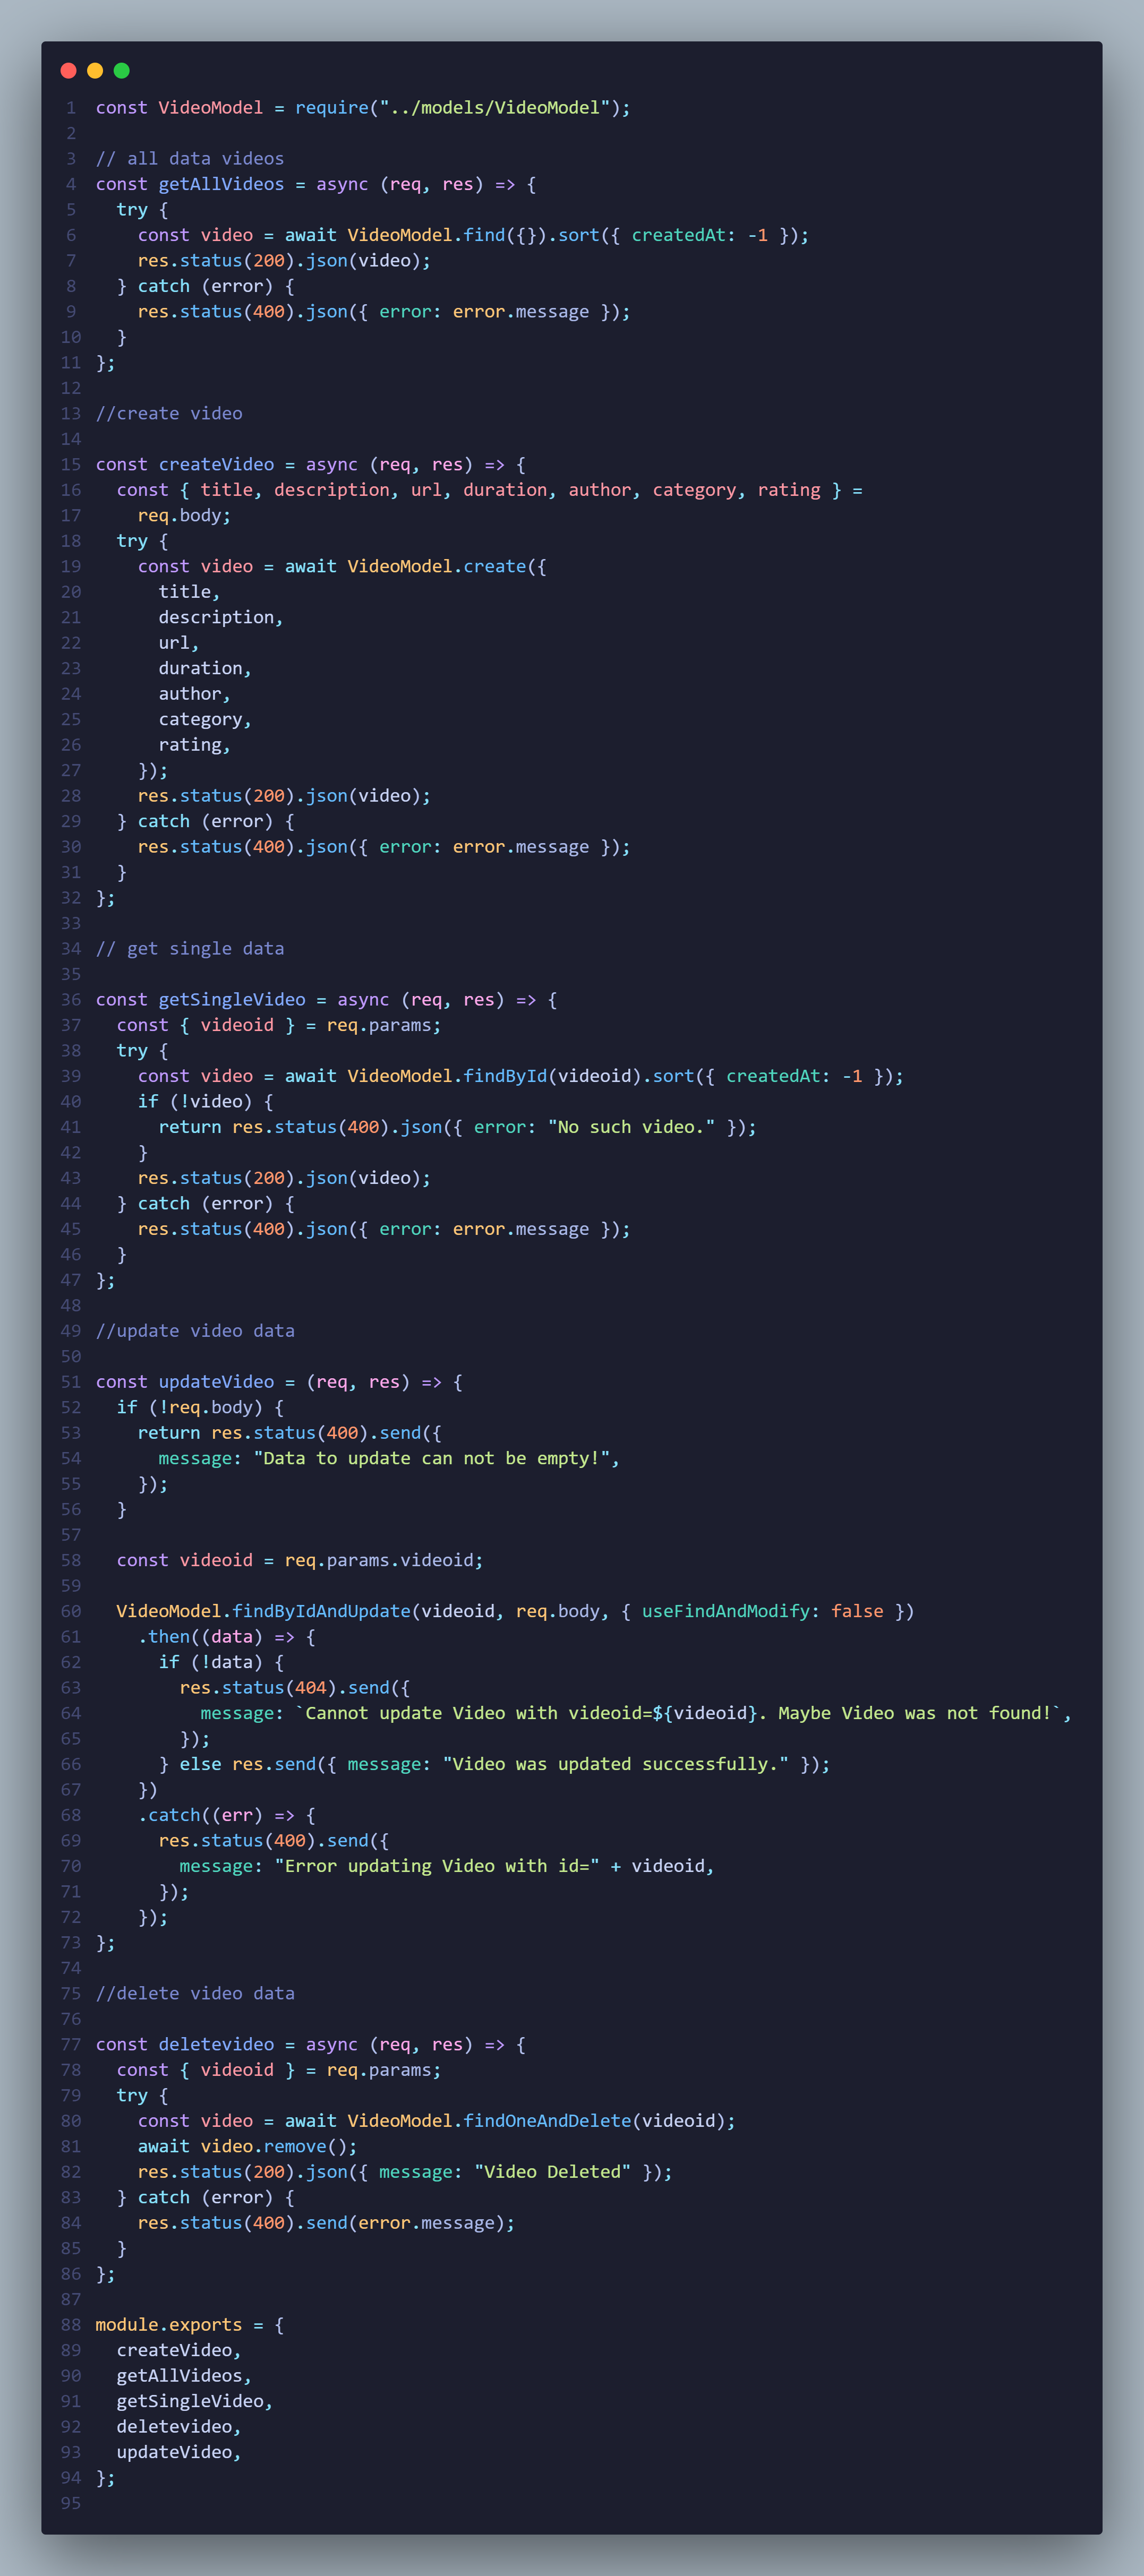 1 const VideoModel = require("../models/VideoModel");
2
3 // all data videos
4 const getAllVideos = async (req, res) => {
5   try {
6     const video = await VideoModel.find({}).sort({ createdAt: -1 });
7     res.status(200).json(video);
8   } catch (error) {
9     res.status(400).json({ error: error.message });
10   }
11 };
12
13 //create video
14
15 const createVideo = async (req, res) => {
16   const { title, description, url, duration, author, category, rating } =
17     req.body;
18   try {
19     const video = await VideoModel.create({
20       title,
21       description,
22       url,
23       duration,
24       author,
25       category,
26       rating,
27     });
28     res.status(200).json(video);
29   } catch (error) {
30     res.status(400).json({ error: error.message });
31   }
32 };
33
34 // get single data
35
36 const getSingleVideo = async (req, res) => {
37   const { videoid } = req.params;
38   try {
39     const video = await VideoModel.findById(videoid).sort({ createdAt: -1 });
40     if (!video) {
41       return res.status(400).json({ error: "No such video." });
42     }
43     res.status(200).json(video);
44   } catch (error) {
45     res.status(400).json({ error: error.message });
46   }
47 };
48
49 //update video data
50
51 const updateVideo = (req, res) => {
52   if (!req.body) {
53     return res.status(400).send({
54       message: "Data to update can not be empty!",
55     });
56   }
57
58   const videoid = req.params.videoid;
59
60   VideoModel.findByIdAndUpdate(videoid, req.body, { useFindAndModify: false })
61     .then((data) => {
62       if (!data) {
63         res.status(404).send({
64           message: `Cannot update Video with videoid=${videoid}. Maybe Video was not found!`,
65         });
66       } else res.send({ message: "Video was updated successfully." });
67     })
68     .catch((err) => {
69       res.status(400).send({
70         message: "Error updating Video with id=" + videoid,
71       });
72     });
73 };
74
75 //delete video data
76
77 const deletevideo = async (req, res) => {
78   const { videoid } = req.params;
79   try {
80     const video = await VideoModel.findOneAndDelete(videoid);
81     await video.remove();
82     res.status(200).json({ message: "Video Deleted" });
83   } catch (error) {
84     res.status(400).send(error.message);
85   }
86 };
87
88 module.exports = {
89   createVideo,
90   getAllVideos,
91   getSingleVideo,
92   deletevideo,
93   updateVideo,
94 };
95